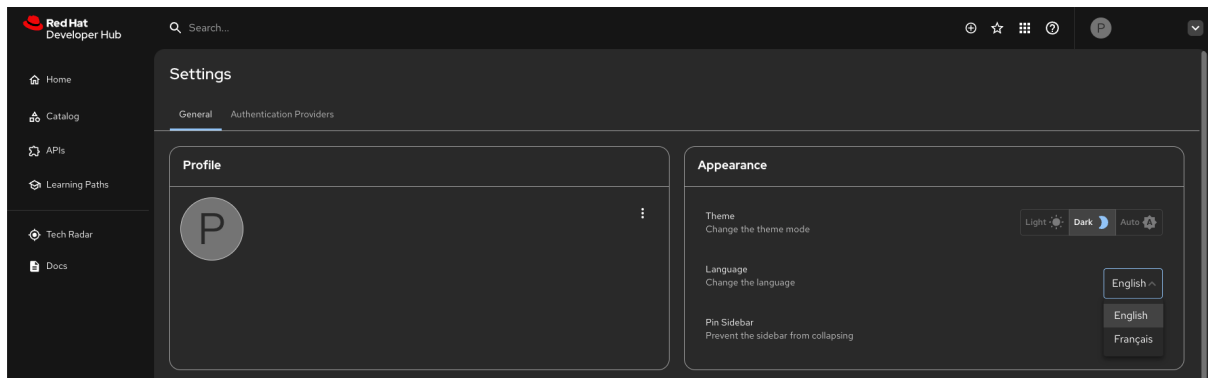 Red Hat
Developer Hub
Search...
P
Home
Catalog
APIs
Learning Paths
Tech Radar
Docs
Settings
General
Authentication Providers
Profile
P
Appearance
Theme
Change the theme mode
Light
Dark
Auto
A
Language
Change the language
English
English
Français
Pin Sidebar
Prevent the sidebar from collapsing